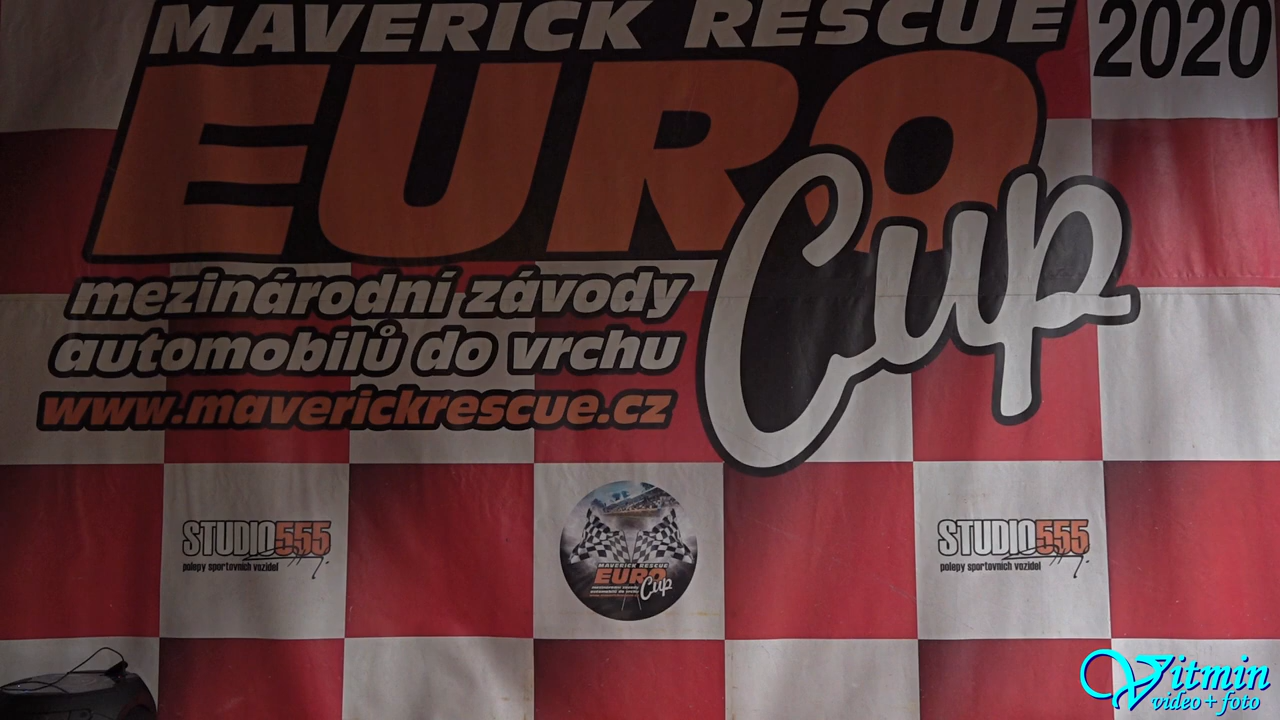 MAVERICK RESCUE
2020
EURO
Cup
mezinárodní závody
automobilů do vrchu
www.maverickrescue.cz
STUDIO555
polepy sportovních vozidel
MAVERICK RESCUE
EURO
Cup
STUDIO555
polepy sportovních vozidel
Vitmin
video+foto